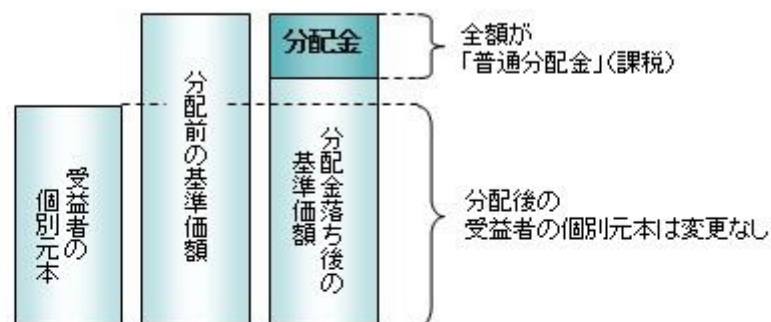 受益者の
個別元本
分配前の基準価額
分配金
分配金落ち後の
基準価額
全額が
「普通分配金」(課税)
分配後の
受益者の個別元本は変更なし